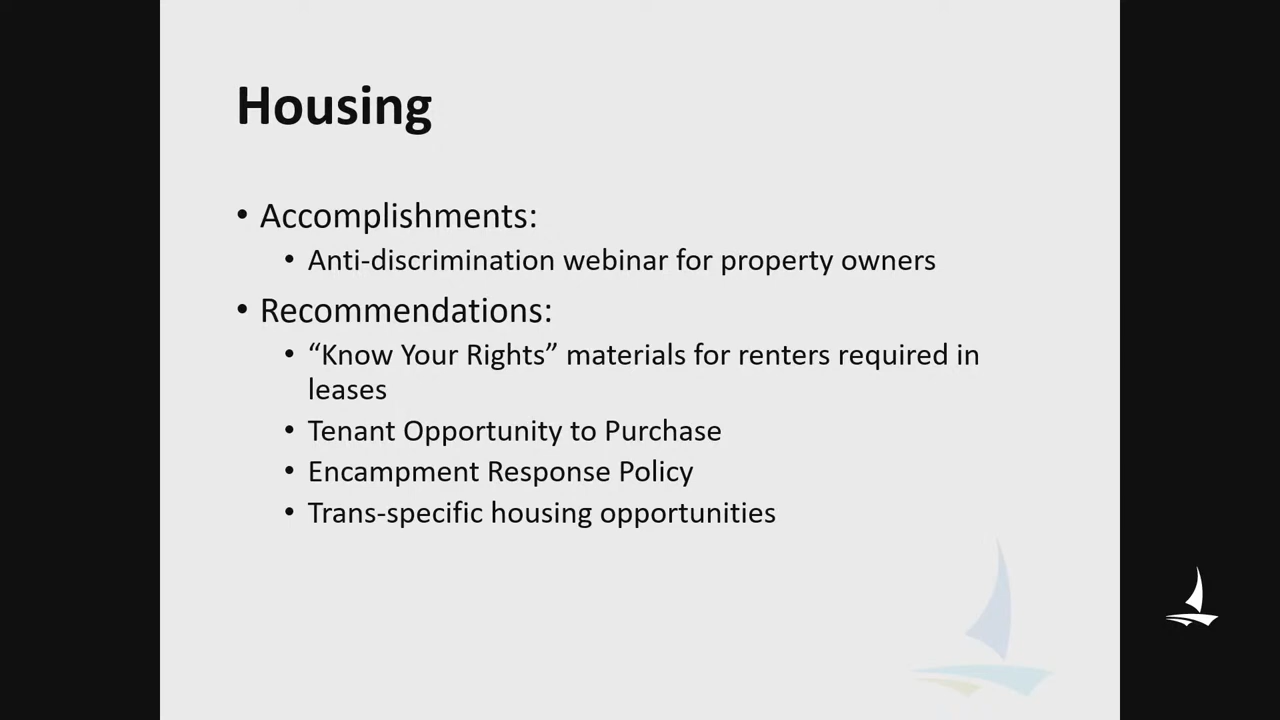 Housing
• Accomplishments:
• Anti-discrimination webinar for property owners
• Recommendations:
• “Know Your Rights” materials for renters required in
leases
• Tenant Opportunity to Purchase
• Encampment Response Policy
• Trans-specific housing opportunities